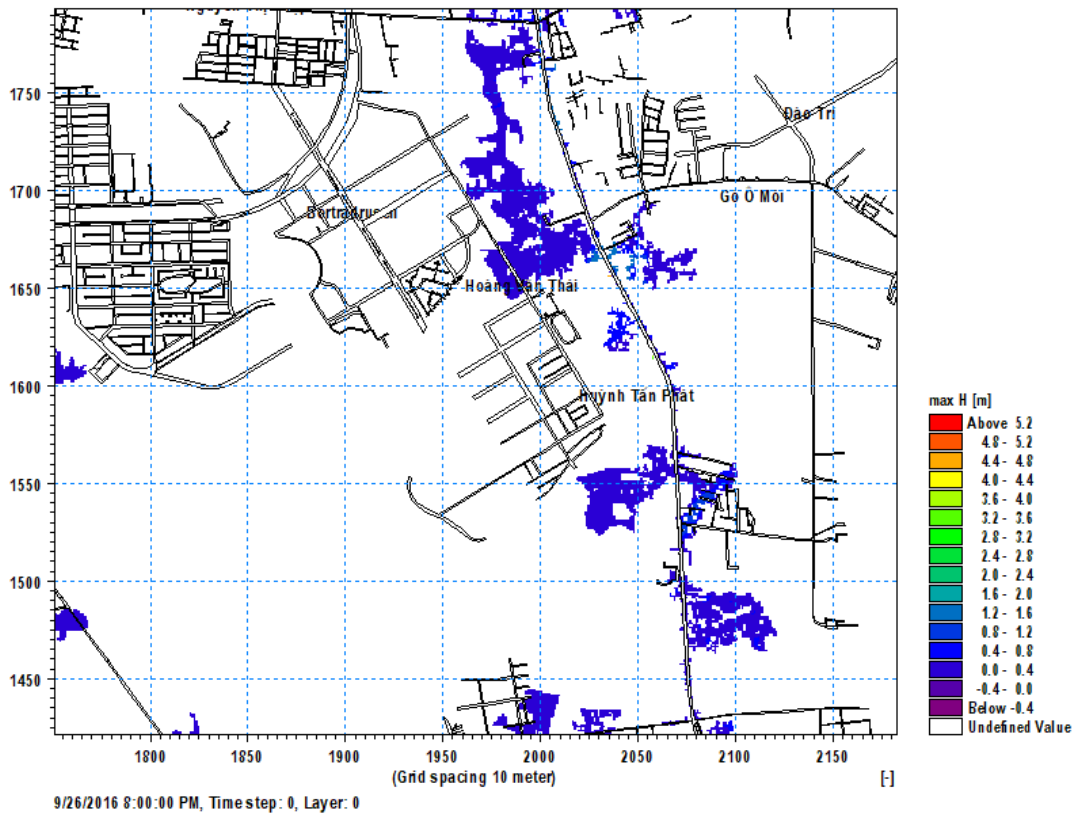 1750
Đào Trí
1700
Gò Ô Môi
Bertradrusen
1650
Hoàng Văn Thái
1600
Huỳnh Tấn Phát
1550
1500
1450
1800 1850 1900 1950 2000 2050 2100 2150
(Grid spacing 10 meter) [-]
9/26/2016 8:00:00 PM, Time step: 0, Layer: 0
max H [m]
Above 5.2
4.8 - 5.2
4.4 - 4.8
4.0 - 4.4
3.6 - 4.0
3.2 - 3.6
2.8 - 3.2
2.4 - 2.8
2.0 - 2.4
1.6 - 2.0
1.2 - 1.6
0.8 - 1.2
0.4 - 0.8
0.0 - 0.4
-0.4 - 0.0
Below -0.4
Undefined Value